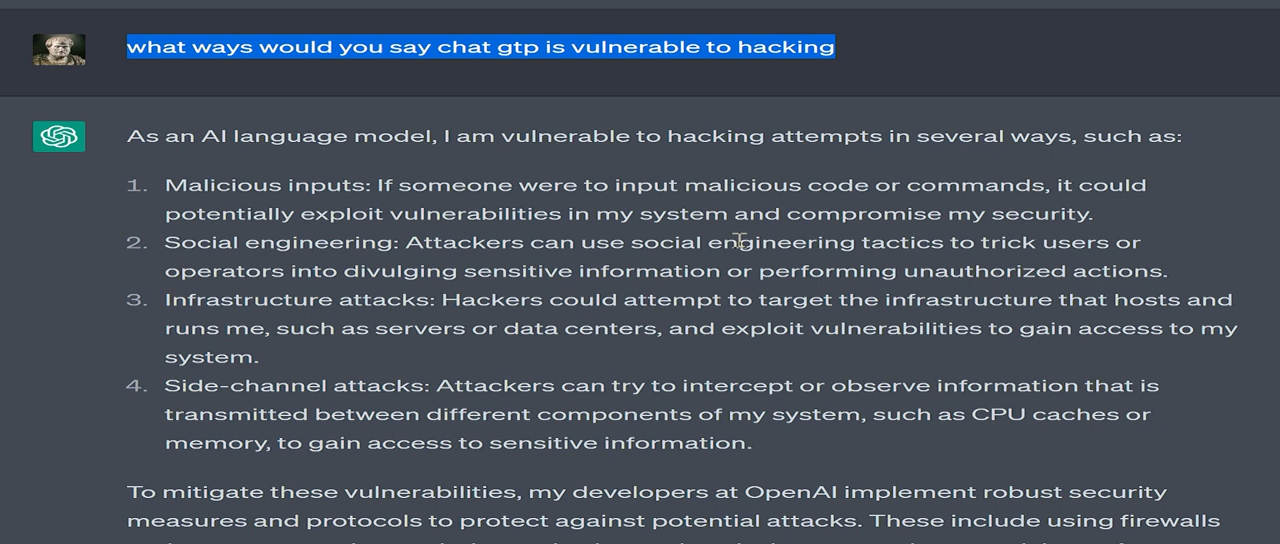 what ways would you say chat gtp is vulnerable to hacking
As an AI language model, I am vulnerable to hacking attempts in several ways, such as:
1. Malicious inputs: If someone were to input malicious code or commands, it could
potentially exploit vulnerabilities in my system and compromise my security.
2. Social engineering: Attackers can use social engineering tactics to trick users or
operators into divulging sensitive information or performing unauthorized actions.
3. Infrastructure attacks: Hackers could attempt to target the infrastructure that hosts and
runs me, such as servers or data centers, and exploit vulnerabilities to gain access to my
system.
4. Side-channel attacks: Attackers can try to intercept or observe information that is
transmitted between different components of my system, such as CPU caches or
memory, to gain access to sensitive information.
To mitigate these vulnerabilities, my developers at OpenAI implement robust security
measures and protocols to protect against potential attacks. These include using firewalls